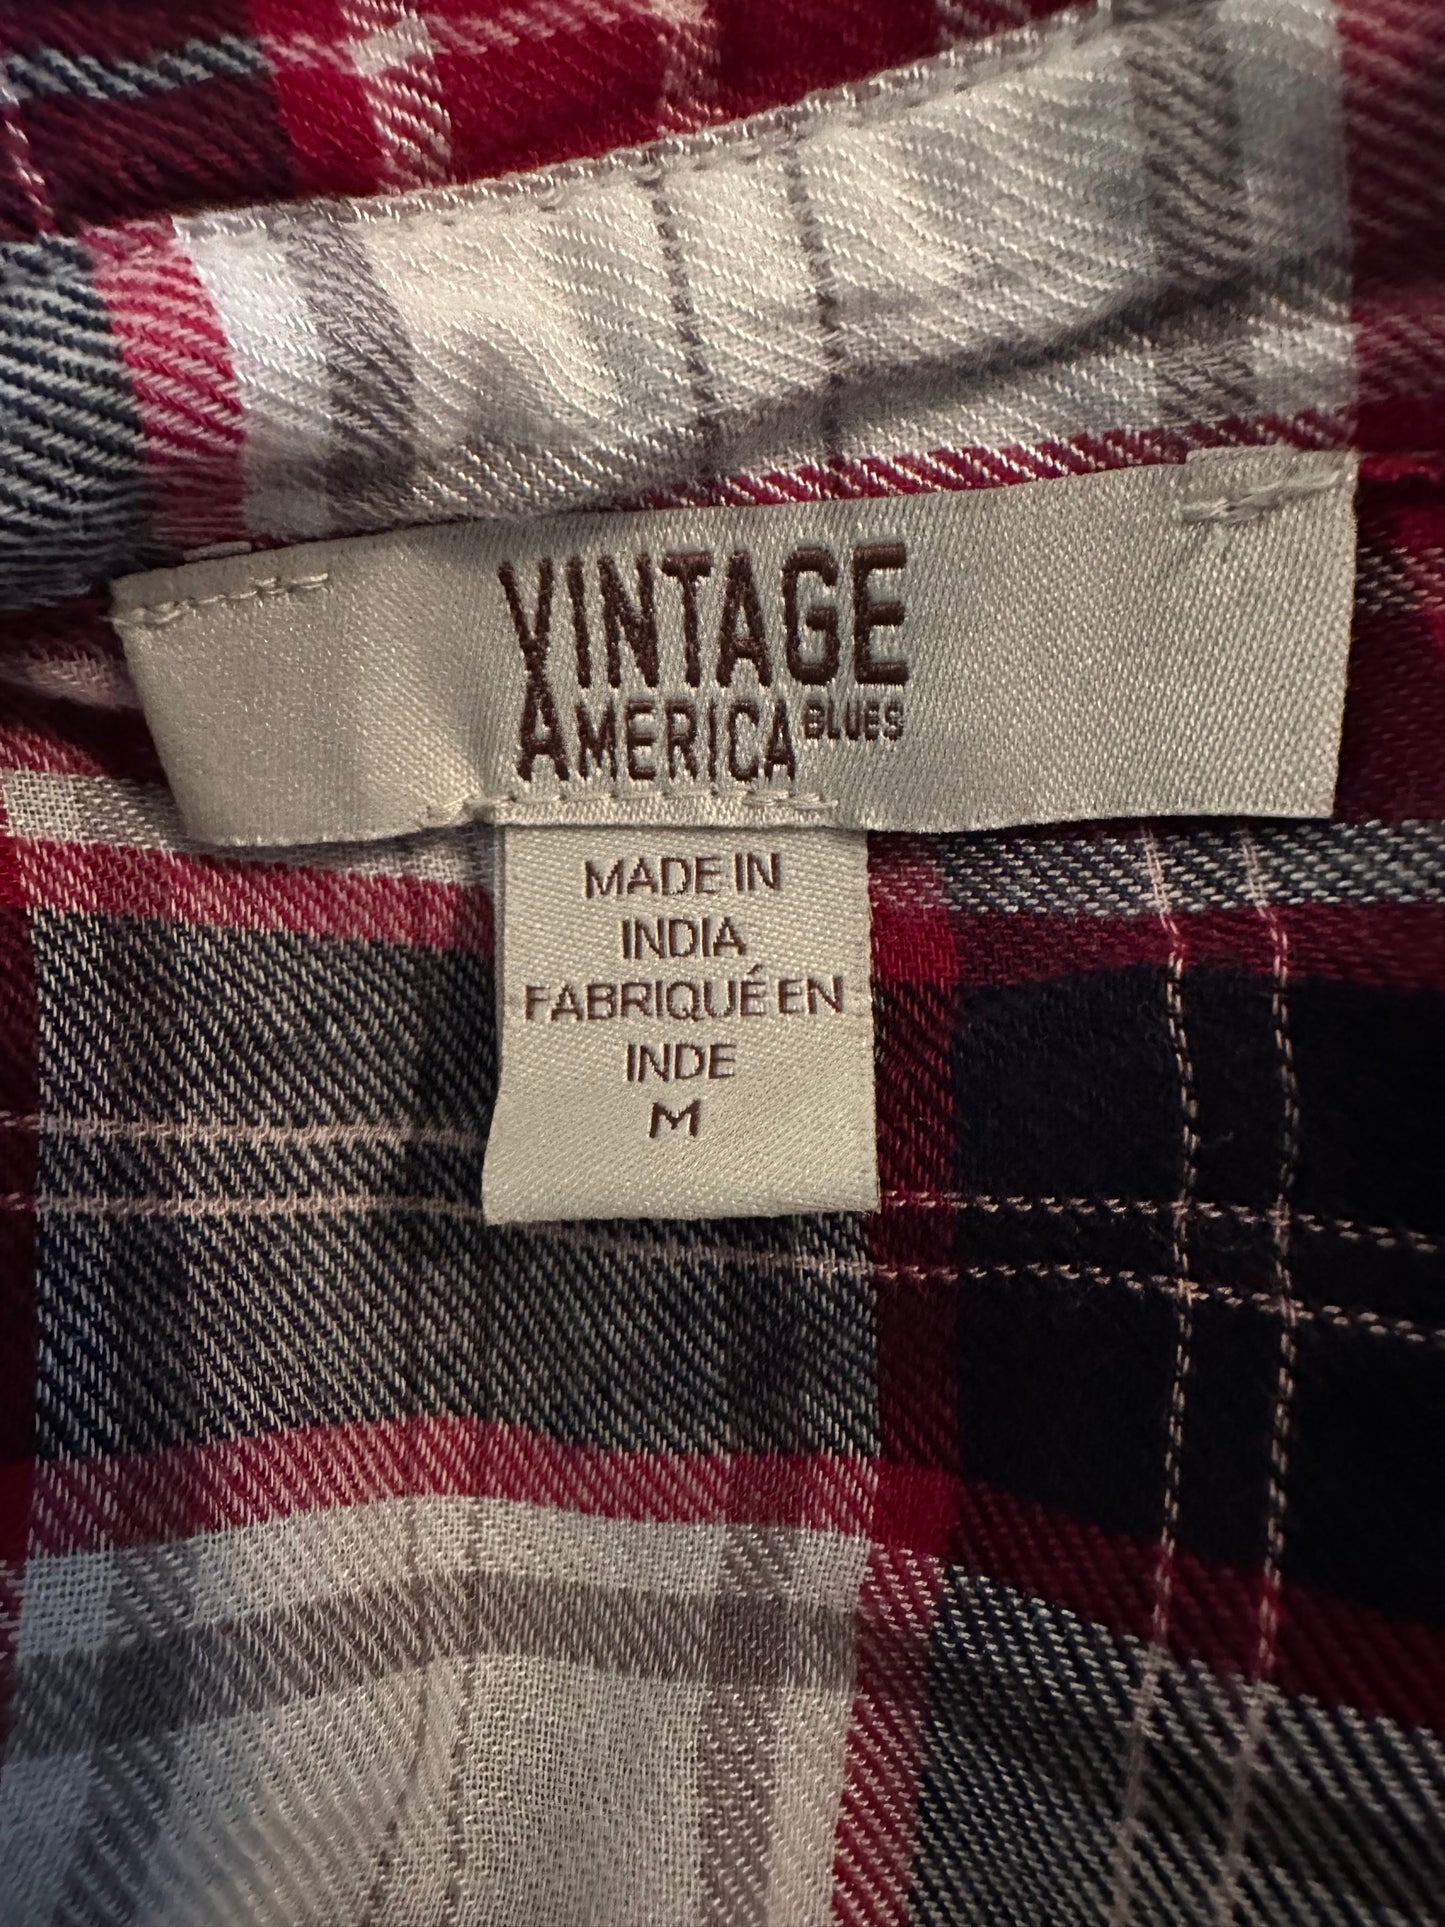 VINTAGE
AMERICA BLUES
MADE IN
INDIA
FABRIQUÉ EN
INDE
M